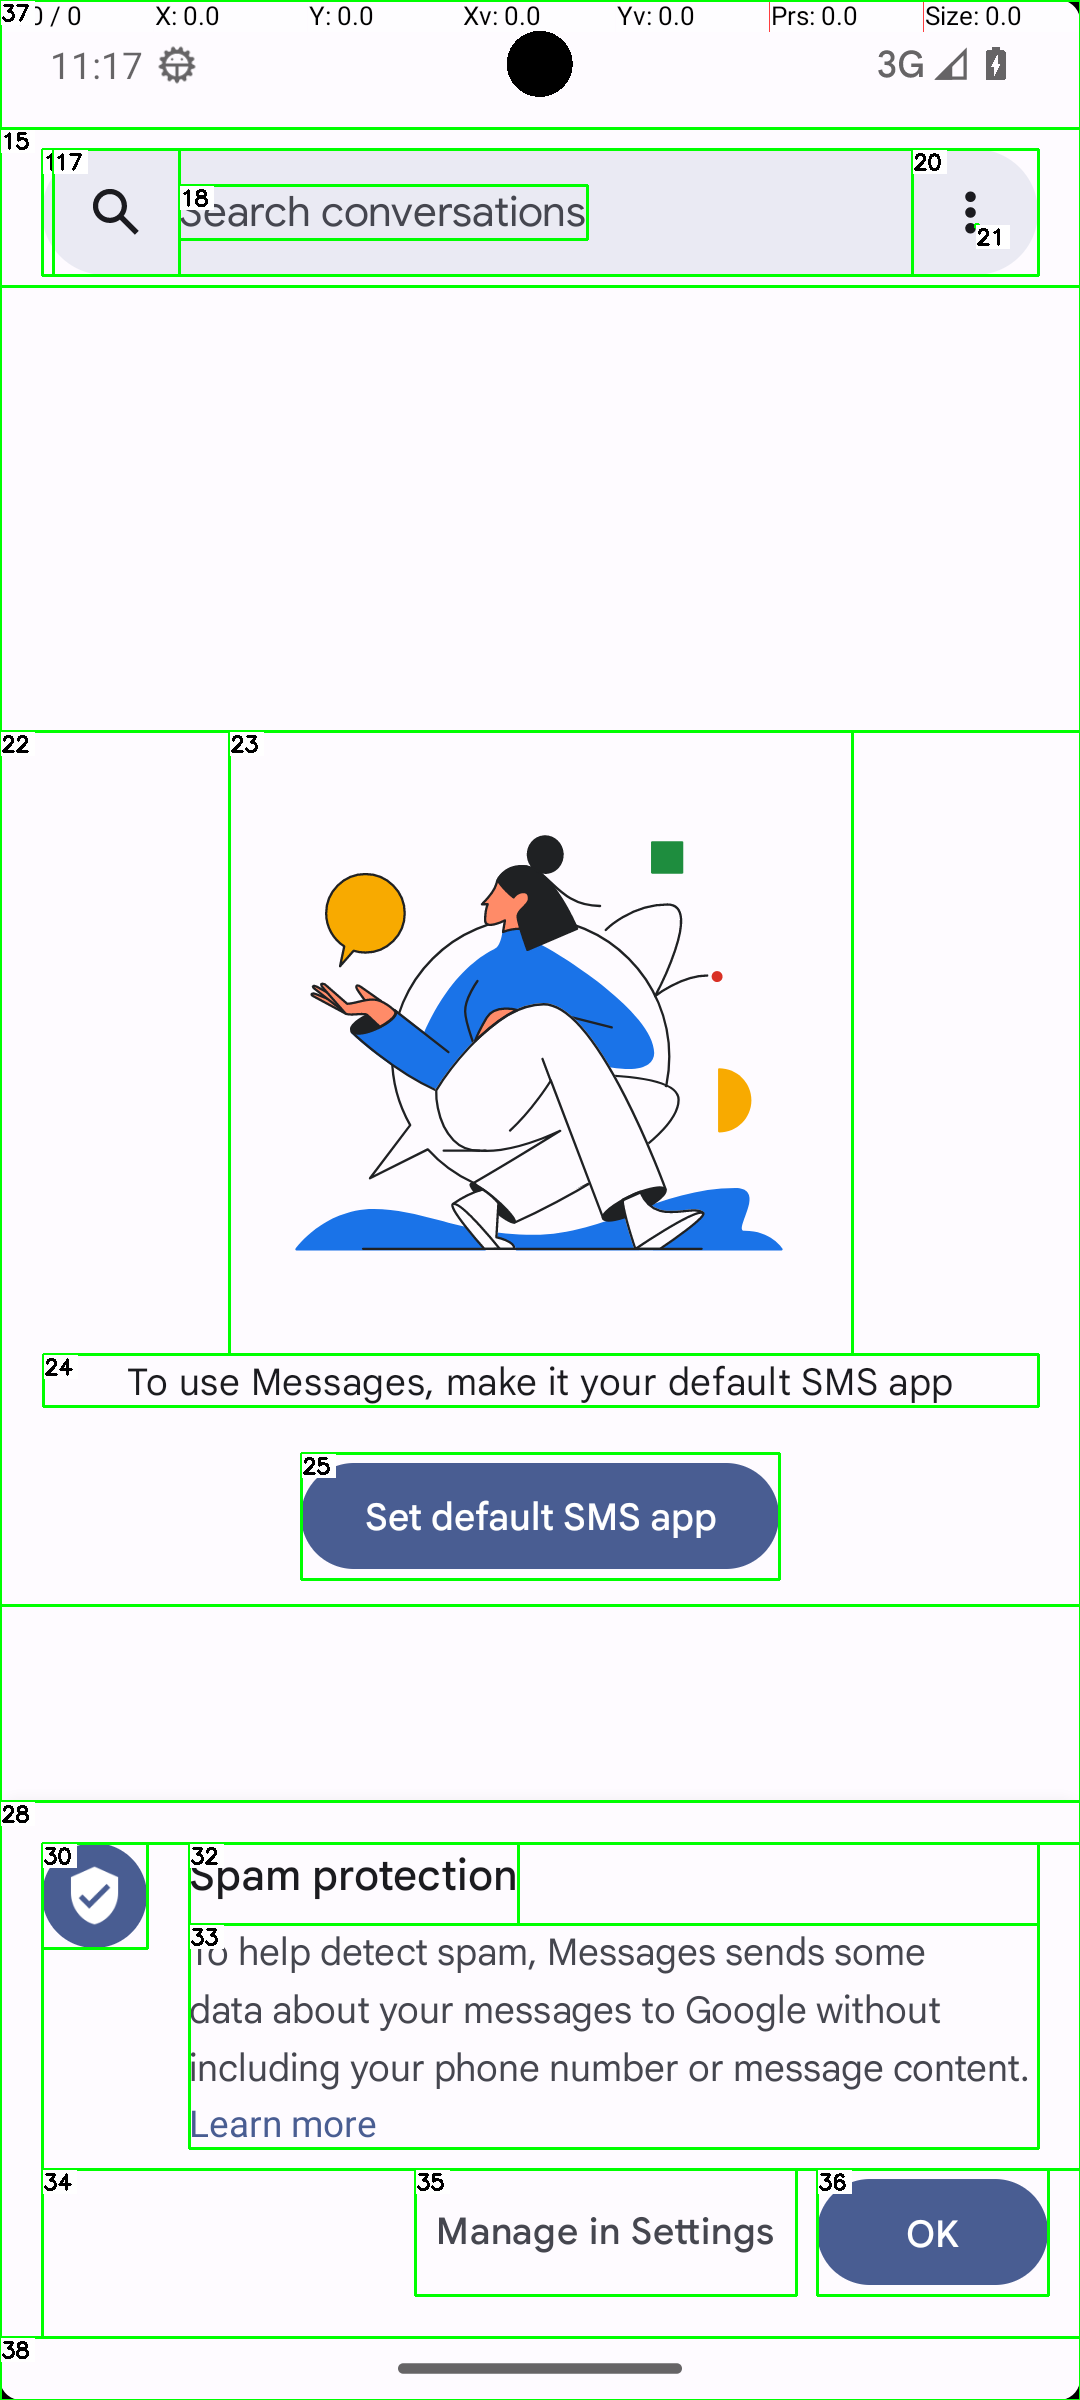 37 0 / 0 X: 0.0 Y: 0.0 Xv: 0.0 Yv: 0.0 Prs: 0.0 Size: 0.0
11:17 3G
15
117 18 Search conversations 20 21
22 23
24 To use Messages, make it your default SMS app
25 Set default SMS app
28
30 32 Spam protection
33 To help detect spam, Messages sends some
data about your messages to Google without
including your phone number or message content.
Learn more
34 35 Manage in Settings 36 OK
38